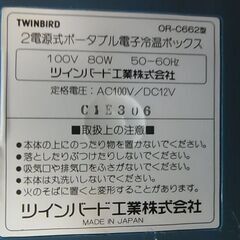 TWINBIRD OR-C662型
2電源式ポータブル電子冷温ボックス
100V 80W 50-60Hz
ツインバード工業株式会社
定格電圧:AC100V/DC12V
C1E306
■取扱上の注意■
●本体の上にのったり物を置かないでください。
●落としたりぶつけたりしないでください。
●吸気口や排気口をふさがないでください。
●本体は丸洗いしないでください。
●火のそばに置くと変形することがあります。
ツインバード工業株式会社
MADE IN JAPAN